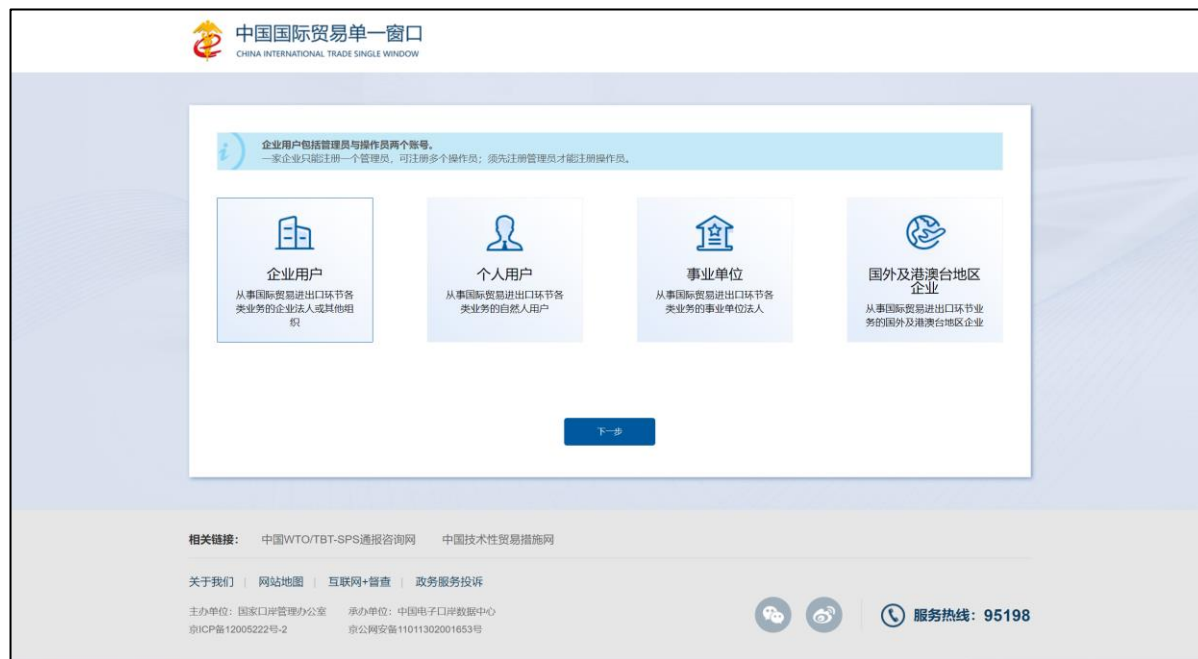 中国国际贸易单一窗口
CHINA INTERNATIONAL TRADE SINGLE WINDOW
企业用户包括管理员与操作员两个账号。
一家企业只能注册一个管理员，可注册多个操作员；须先注册管理员才能注册操作员。
企业用户
从事国际贸易进出口环节各
类业务的企业法人或其他组
织
个人用户
从事国际贸易进出口环节各
类业务的自然人用户
事业单位
从事国际贸易进出口环节各
类业务的事业单位法人
国外及港澳台地区
企业
从事国际贸易进出口环节业
务的国外及港澳台地区企业
下一步
相关链接： 中国WTO/TBT-SPS通报咨询网 中国技术性贸易措施网
关于我们 | 网站地图 | 互联网+督查 | 政务服务投诉
主办单位：国家口岸管理办公室 承办单位：中国电子口岸数据中心
京ICP备12005222号-2 京公网安备11011302001653号
服务热线：95198